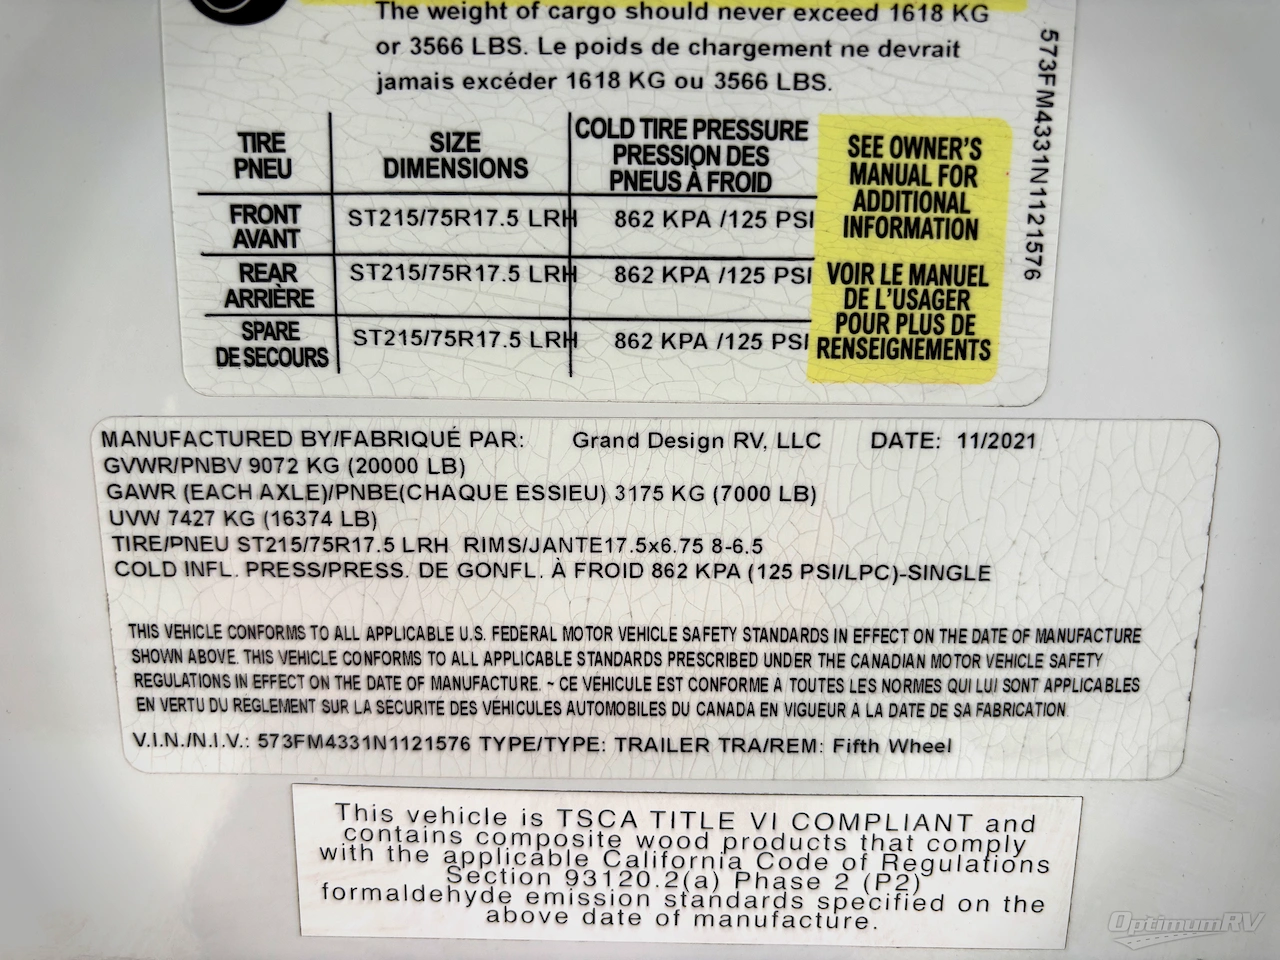 The weight of cargo should never exceed 1618 KG
or 3566 LBS. Le poids de chargement ne devrait
jamais excéder 1618 KG ou 3566 LBS.
TIRE
PNEU
SIZE
DIMENSIONS
COLD TIRE PRESSURE
PRESSION DES
PNEUS À FROID
FRONT
AVANT
ST215/75R17.5 LRH
862 KPA /125 PSI
REAR
ARRIÈRE
ST215/75R17.5 LRH
862 KPA /125 PSI
SPARE
DE SECOURS
ST215/75R17.5 LRH
862 KPA /125 PSI
SEE OWNER'S
MANUAL FOR
ADDITIONAL
INFORMATION
VOIR LE MANUEL
DE L'USAGER
POUR PLUS DE
RENSEIGNEMENTS
573FM4331N1121576
MANUFACTURED BY/FABRIQUÉ PAR: Grand Design RV, LLC DATE: 11/2021
GVWR/PNBV 9072 KG (20000 LB)
GAWR (EACH AXLE)/PNBE(CHAQUE ESSIEU) 3175 KG (7000 LB)
UVW 7427 KG (16374 LB)
TIRE/PNEU ST215/75R17.5 LRH RIMS/JANTE17.5x6.75 8-6.5
COLD INFL. PRESS/PRESS. DE GONFL. À FROID 862 KPA (125 PSI/LPC)-SINGLE
THIS VEHICLE CONFORMS TO ALL APPLICABLE U.S. FEDERAL MOTOR VEHICLE SAFETY STANDARDS IN EFFECT ON THE DATE OF MANUFACTURE
SHOWN ABOVE. THIS VEHICLE CONFORMS TO ALL APPLICABLE STANDARDS PRESCRIBED UNDER THE CANADIAN MOTOR VEHICLE SAFETY
REGULATIONS IN EFFECT ON THE DATE OF MANUFACTURE. ~ CE VÉHICULE EST CONFORME A TOUTES LES NORMES QUI LUI SONT APPLICABLES
EN VERTU DU REGLEMENT SUR LA SECURITE DES VÉHICULES AUTOMOBILES DU CANADA EN VIGUEUR A LA DATE DE SA FABRICATION
V.I.N./N.I.V.: 573FM4331N1121576 TYPE/TYPE: TRAILER TRA/REM: Fifth Wheel
This vehicle is TSCA TITLE VI COMPLIANT and
contains composite wood products that comply
with the applicable California Code of Regulations
Section 93120.2(a) Phase 2 (P2)
formaldehyde emission standards specified on the
above date of manufacture.
OptimumRV